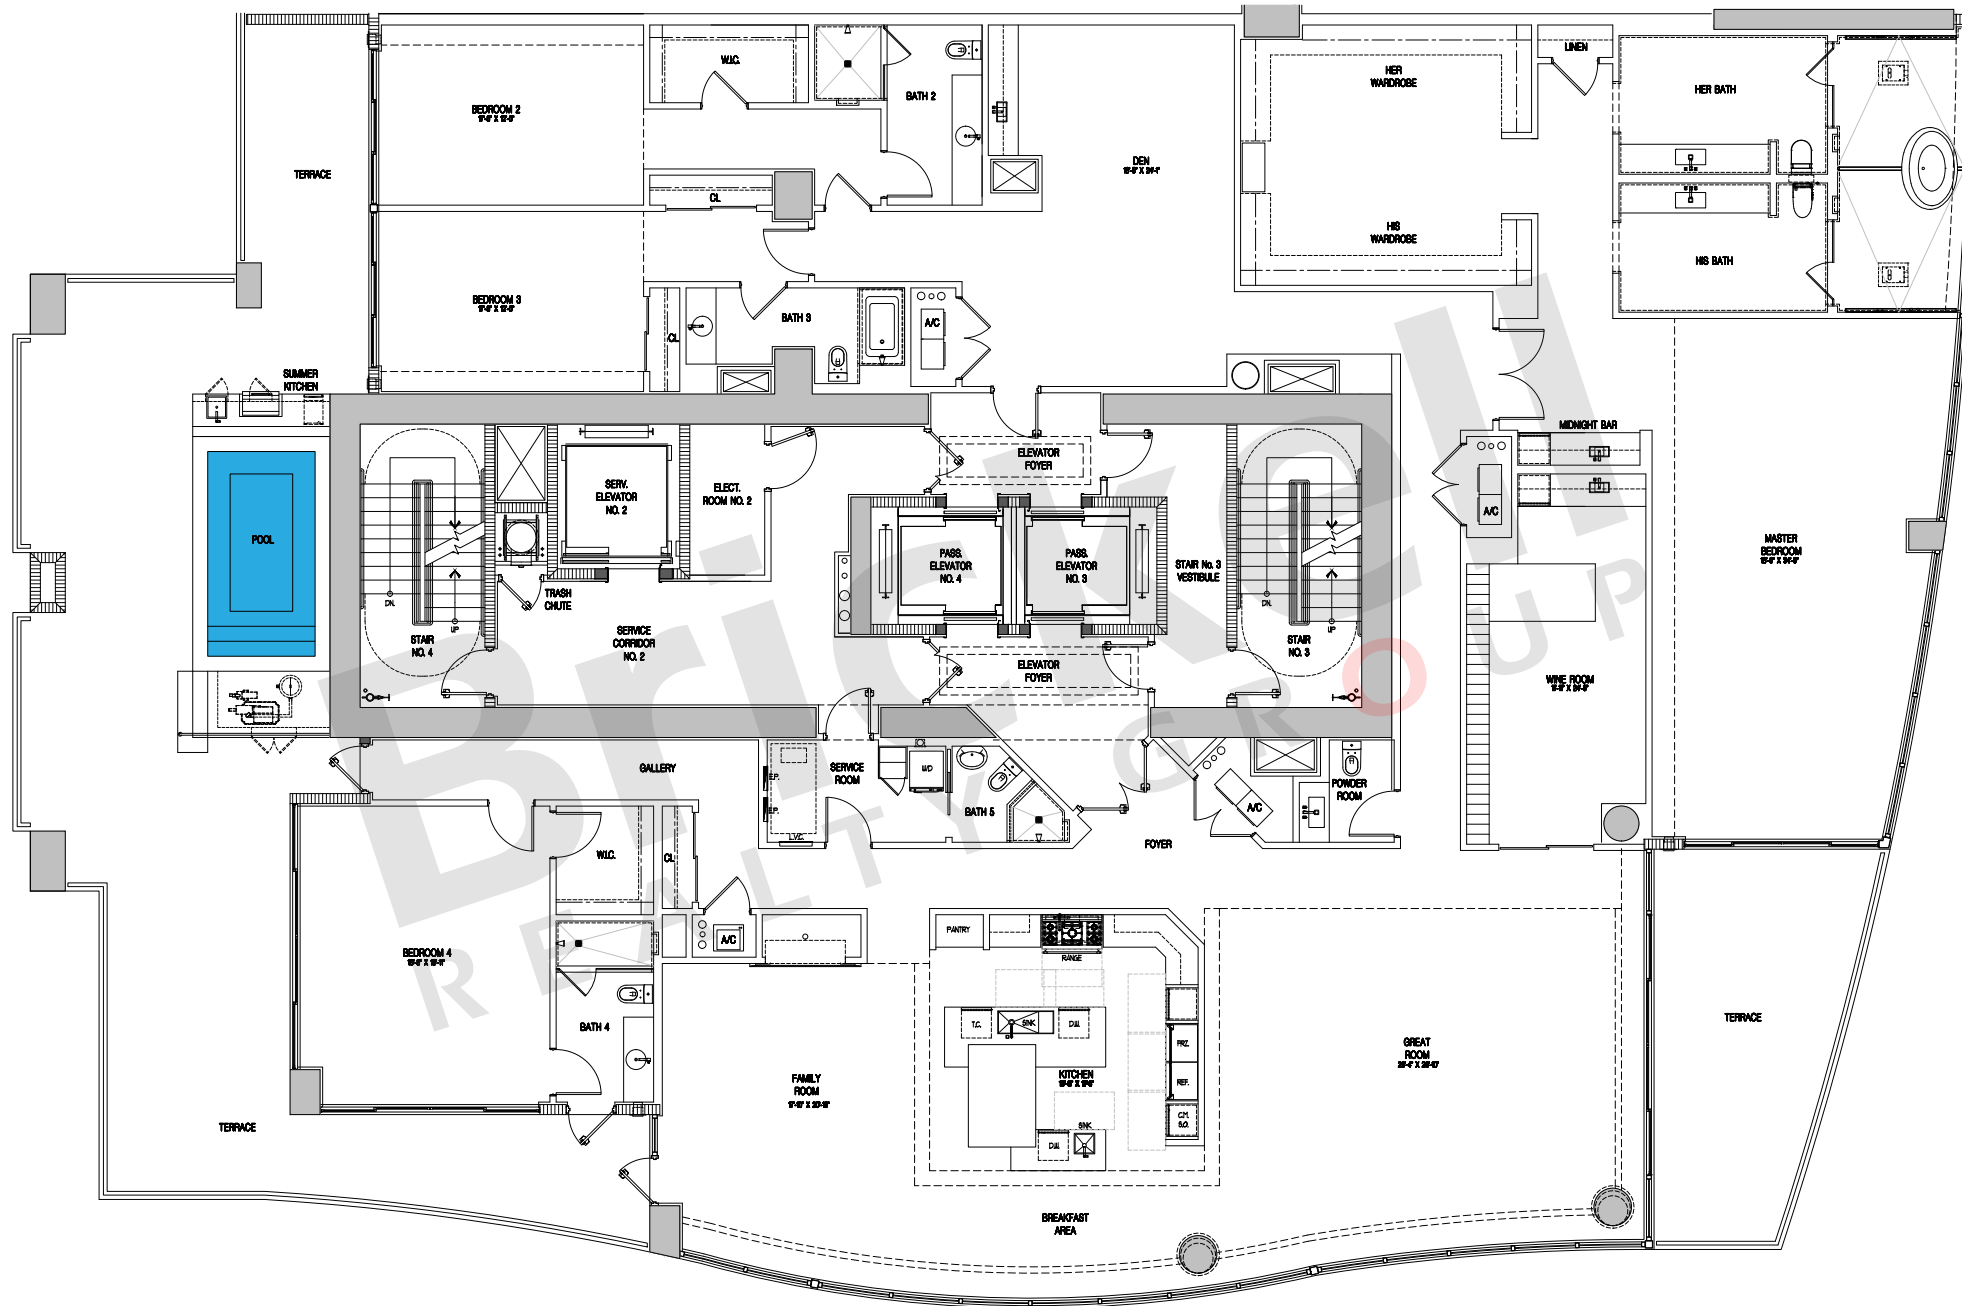 W.I.C.
LINEN
BEDROOM 2
BATH 2
HER
WARDROBE
HER BATH
TERRACE
DEN
CL
HIS
WARDROBE
HIS BATH
BEDROOM 3
BATH 3
A/C
CL
SUMMER
KITCHEN
MIDNIGHT BAR
ELEVATOR
FOYER
SERV.
ELEVATOR
NO. 2
ELECT.
ROOM NO. 2
A/C
POOL
PASS.
ELEVATOR
NO. 4
PASS.
ELEVATOR
NO. 3
STAIR No. 3
VESTIBULE
MASTER
BEDROOM
TRASH
CHUTE
DN.
UP
DN.
UP
STAIR
NO. 4
SERVICE
CORRIDOR
NO. 2
STAIR
NO. 3
ELEVATOR
FOYER
WINE ROOM
GALLERY
SERVICE
ROOM
E.P.
E.P.
L.V.C.
W/D
BATH 5
A/C
POWDER
ROOM
FOYER
W.I.C.
CL
A/C
PANTRY
RANGE
BEDROOM 4
T.C.
SINK
D.W.
FRZ.
REF.
BATH 4
KITCHEN
FAMILY
ROOM
GREAT
ROOM
TERRACE
SINK
D.W.
TERRACE
BREAKFAST
AREA
Brickell
REALTY GROUP